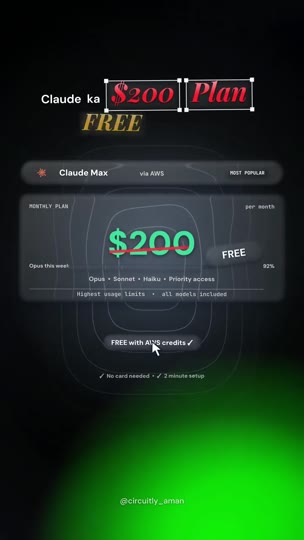 Claude ka $200 Plan
FREE
Claude Max via AWS MOST POPULAR
MONTHLY PLAN per month
$200 FREE
Opus this week 92%
Opus • Sonnet • Haiku • Priority access
Highest usage limits • all models included
FREE with AWS credits ✓
✓ No card needed • ✓ 2 minute setup
@circuitly_aman